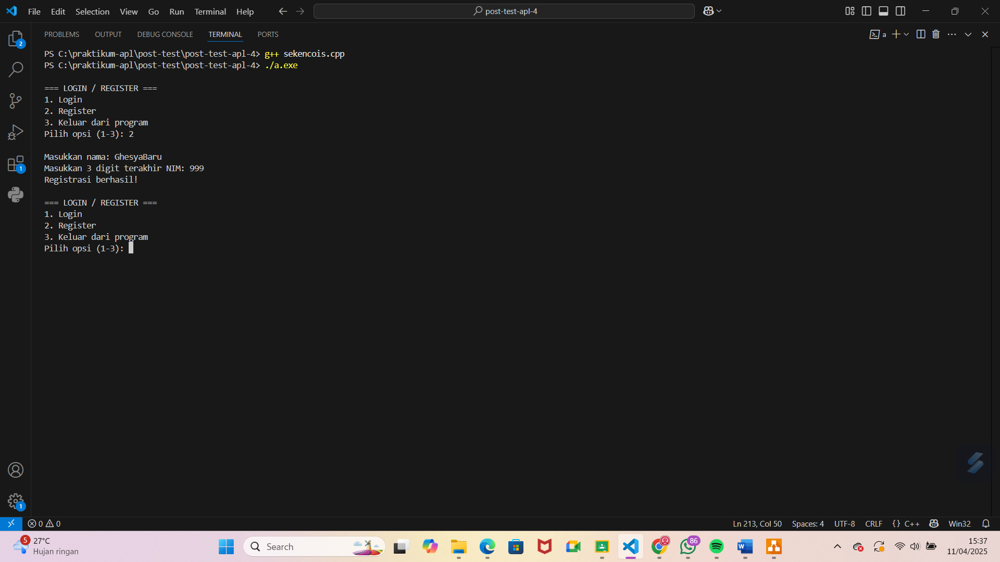 File Edit Selection View Go Run Terminal Help post-test-apl-4
PROBLEMS OUTPUT DEBUG CONSOLE TERMINAL PORTS a
PS C:\praktikum-apl\post-test\post-test-apl-4> g++ sekencois.cpp
PS C:\praktikum-apl\post-test\post-test-apl-4> ./a.exe
=== LOGIN / REGISTER ===
1. Login
2. Register
3. Keluar dari program
Pilih opsi (1-3): 2
Masukkan nama: GhesyaBaru
Masukkan 3 digit terakhir NIM: 999
Registrasi berhasil!
=== LOGIN / REGISTER ===
1. Login
2. Register
3. Keluar dari program
Pilih opsi (1-3):
2
1
1
0 0 Ln 213, Col 50 Spaces: 4 UTF-8 CRLF {} C++ Win32
5 27°C
Hujan ringan
Search
86
15:37
11/04/2025